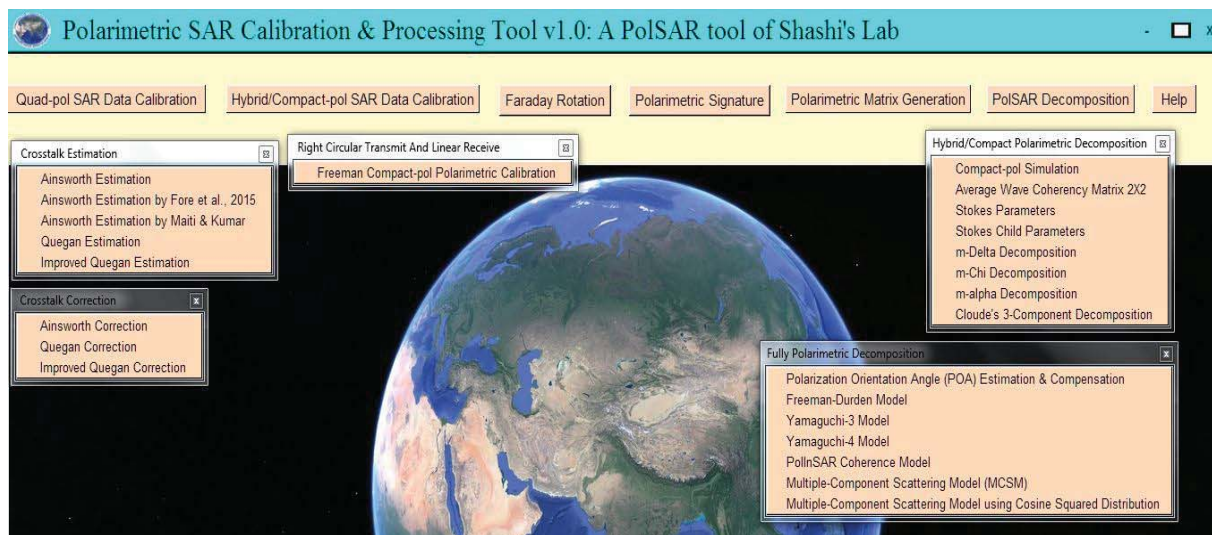 Polarimetric SAR Calibration & Processing Tool v1.0: A PolSAR tool of Shashi's Lab
Quad-pol SAR Data Calibration
Hybrid/Compact-pol SAR Data Calibration
Faraday Rotation
Polarimetric Signature
Polarimetric Matrix Generation
PolSAR Decomposition
Help
Crosstalk Estimation
Ainsworth Estimation
Ainsworth Estimation by Fore et al., 2015
Ainsworth Estimation by Maiti & Kumar
Quegan Estimation
Improved Quegan Estimation
Crosstalk Correction
Ainsworth Correction
Quegan Correction
Improved Quegan Correction
Right Circular Transmit And Linear Receive
Freeman Compact-pol Polarimetric Calibration
Hybrid/Compact Polarimetric Decomposition
Compact-pol Simulation
Average Wave Coherency Matrix 2X2
Stokes Parameters
Stokes Child Parameters
m-Delta Decomposition
m-Chi Decomposition
m-alpha Decomposition
Cloude's 3-Component Decomposition
Fully Polarimetric Decomposition
Polarization Orientation Angle (POA) Estimation & Compensation
Freeman-Durden Model
Yamaguchi-3 Model
Yamaguchi-4 Model
PolInSAR Coherence Model
Multiple-Component Scattering Model (MCSM)
Multiple-Component Scattering Model using Cosine Squared Distribution